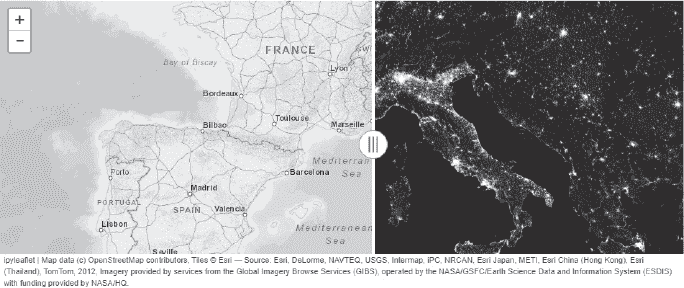 +
−
FRANCE
Bay of Biscay
Lyon
Bordeaux
Toulouse
Marseille
Bilbao
Mediterran
Sea
Barcelona
Porto
Madrid
PORTUGAL
SPAIN
Valencia
Lisbon
Mediterranean
Sea
Seville
ipyleaflet | Map data (c) OpenStreetMap contributors, Tiles © Esri — Source: Esri, DeLorme, NAVTEQ, USGS, Intermap, iPC, NRCAN, Esri Japan, METI, Esri China (Hong Kong), Esri
(Thailand), TomTom, 2012, Imagery provided by services from the Global Imagery Browse Services (GIBS), operated by the NASA/GSFC/Earth Science Data and Information System (ESDIS)
with funding provided by NASA/HQ.